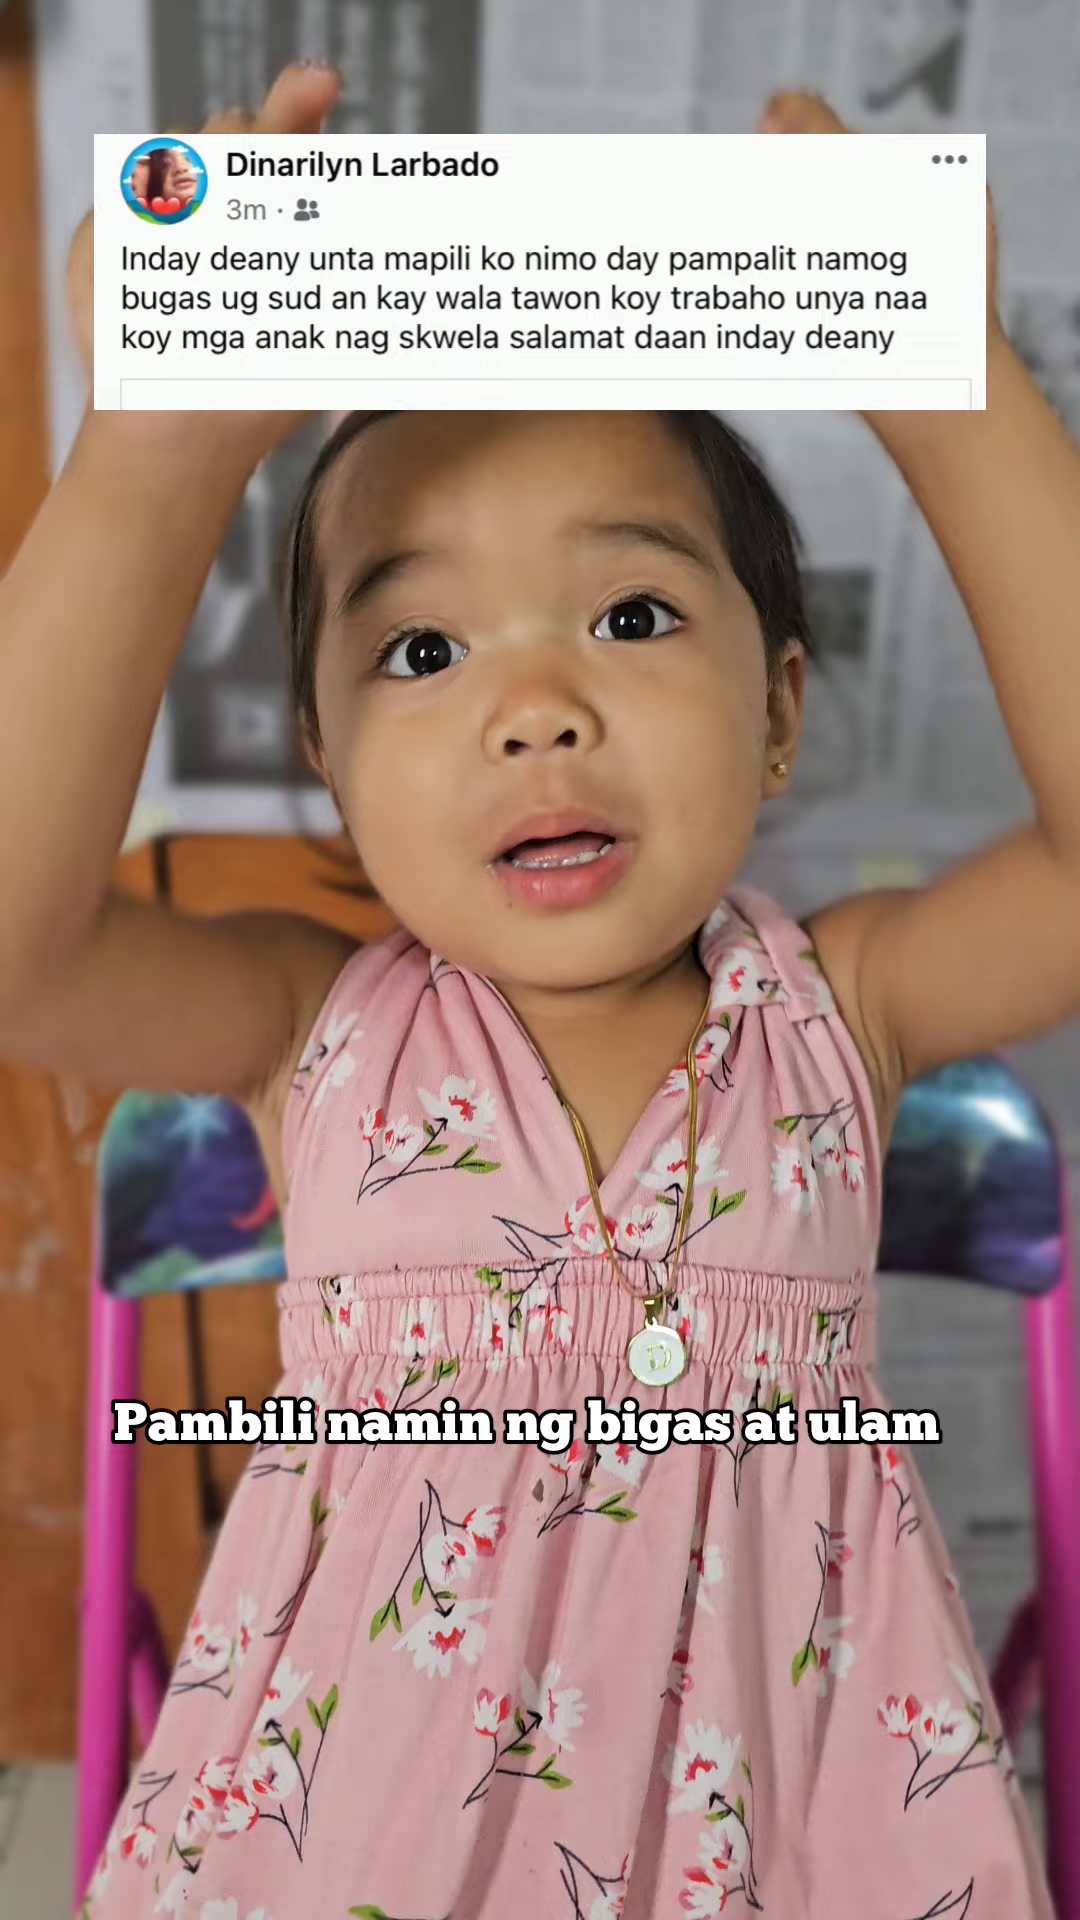 Dinarilyn Larbado
3m ·
Inday deany unta mapili ko nimo day pampalit namog
bugas ug sud an kay wala tawon koy trabaho unya naa
koy mga anak nag skwela salamat daan inday deany
D
Pambili namin ng bigas at ulam